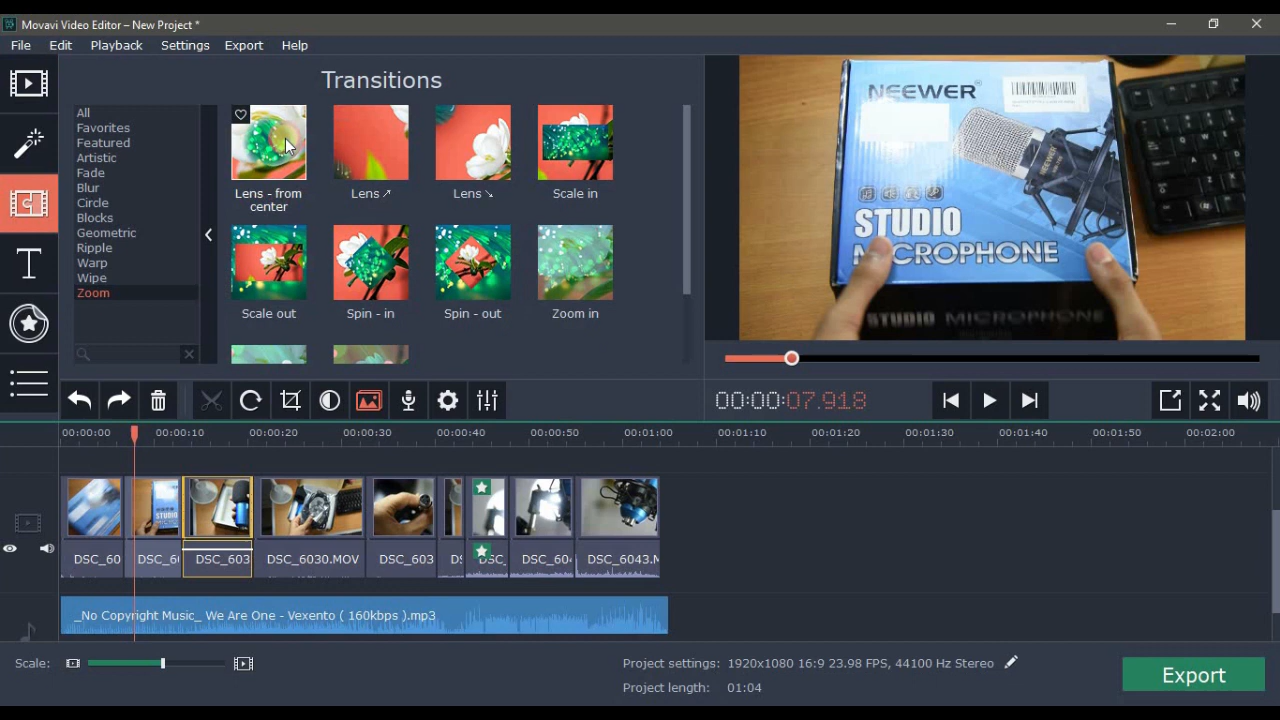 Movavi Video Editor – New Project *
File Edit Playback Settings Export Help
Transitions
All
Favorites
Featured
Artistic
Fade
Blur
Circle
Blocks
Geometric
Ripple
Warp
Wipe
Zoom
Lens - from center
Lens↗
Lens↘
Scale in
Scale out
Spin - in
Spin - out
Zoom in
NEEWER
STUDIO
MICROPHONE
STUDIO MICROPHONE
00:00:07.918
00:00:00 00:00:10 00:00:20 00:00:30 00:00:40 00:00:50 00:01:00 00:01:10 00:01:20 00:01:30 00:01:40 00:01:50 00:02:00
DSC_60 DSC_6 DSC_603 DSC_6030.MOV DSC_603 DS DSC_ DSC_604 DSC_6043.M
_No Copyright Music_ We Are One - Vexento ( 160kbps ).mp3
Scale:
Project settings: 1920x1080 16:9 23.98 FPS, 44100 Hz Stereo
Project length: 01:04
Export